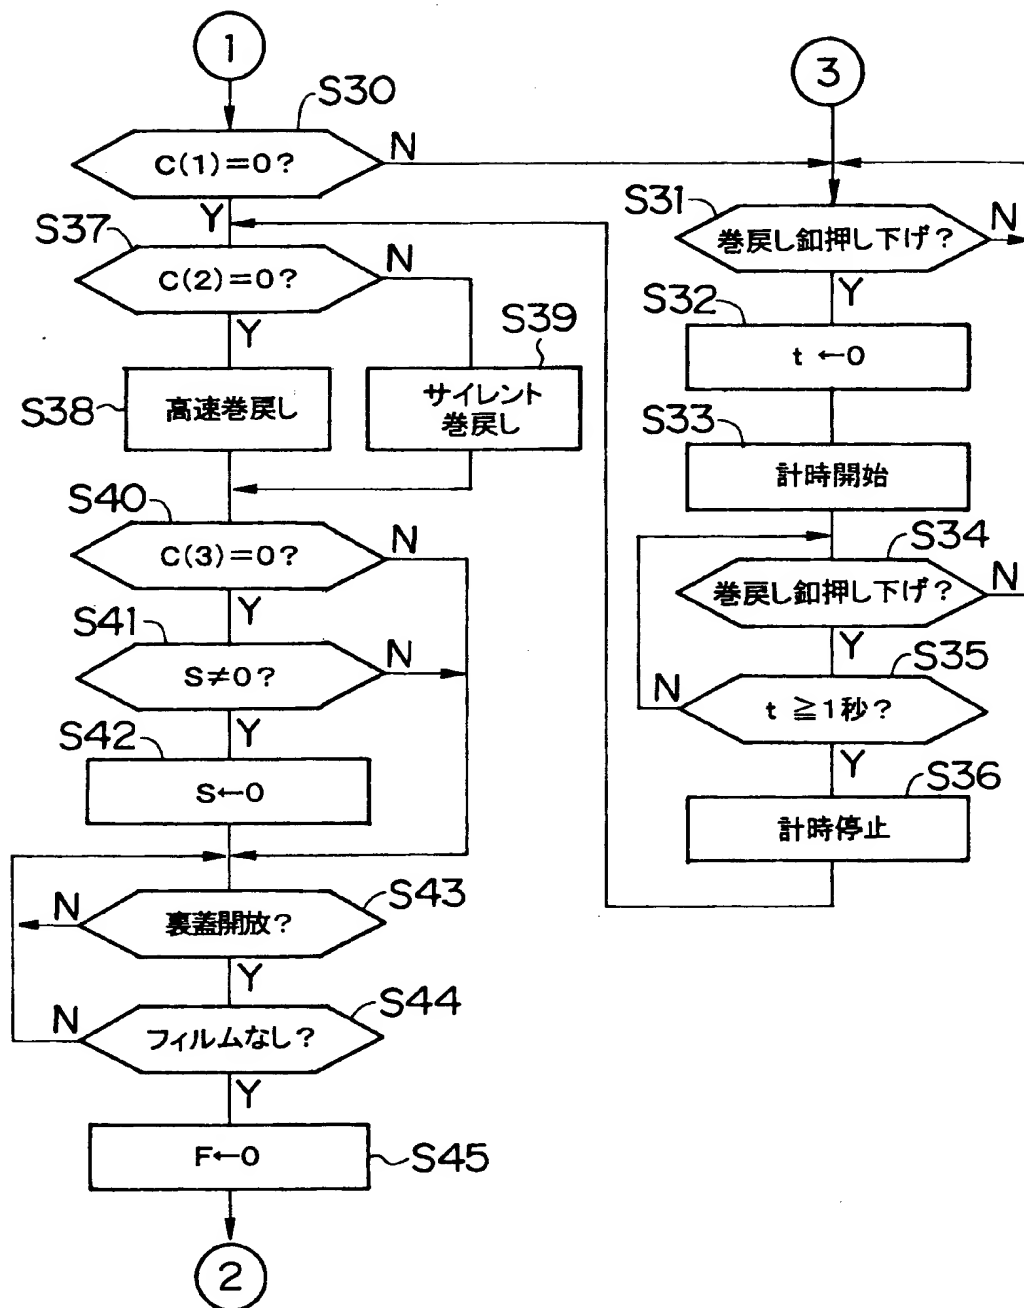 1
S30
C(1)=0?
N
Y
S37
C(2)=0?
N
Y
S38
高速巻戻し
S39
サイレント
巻戻し
S40
C(3)=0?
N
Y
S41
S≠0?
N
Y
S42
S←0
S43
裏蓋開放?
N
Y
S44
フィルムなし?
N
Y
F←0
S45
2
3
S31
巻戻し釦押し下げ?
N
Y
S32
t ←0
S33
計時開始
S34
巻戻し釦押し下げ?
N
Y
S35
t ≧1秒?
N
Y
S36
計時停止